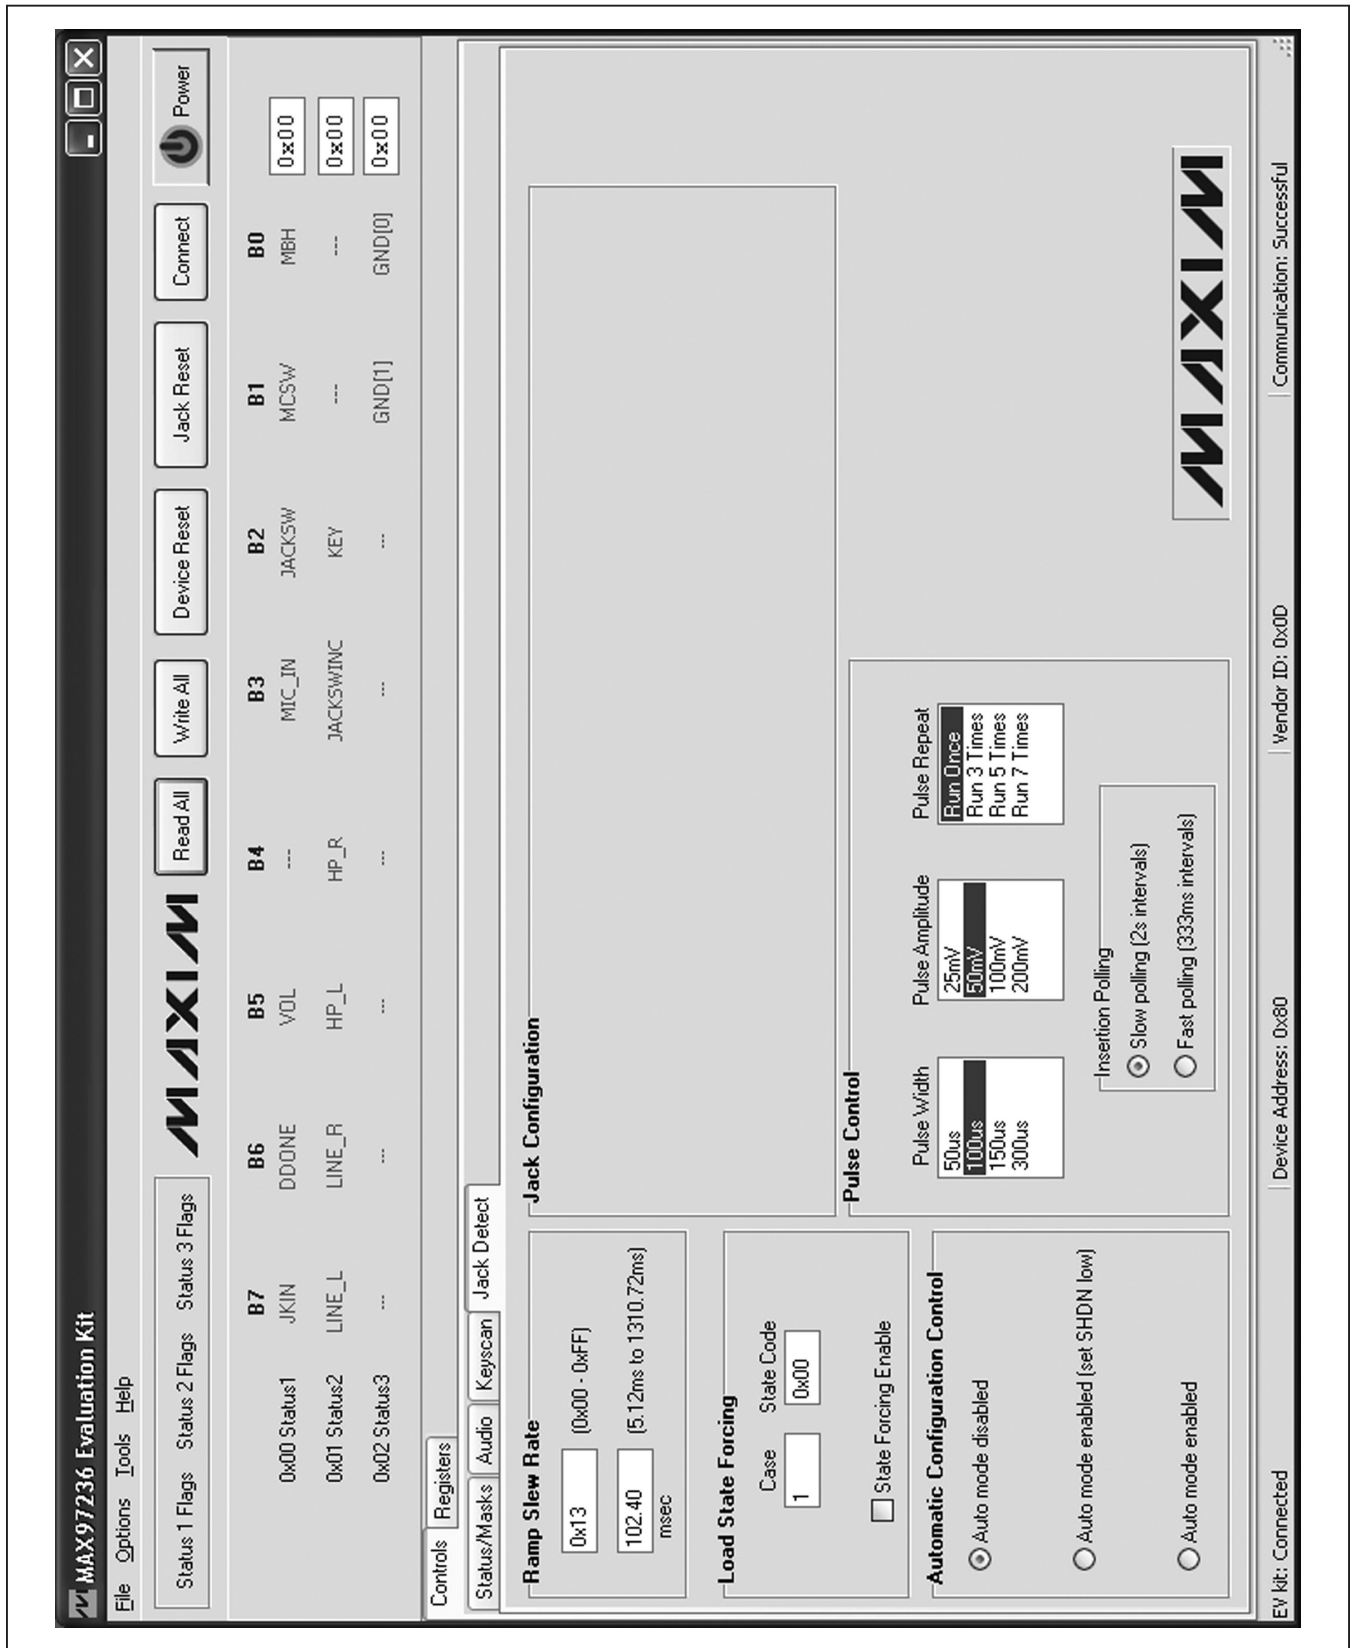 MAX97236 Evaluation Kit
File Options Tools Help
Status 1 Flags Status 2 Flags Status 3 Flags
MAXIM
Read All
Write All
Device Reset
Jack Reset
Connect
Power
B7 B6 B5 B4 B3 B2 B1 B0
0x00 Status1 JKIN DDONE VOL --- MIC_IN JACKSW MCSW MBH 0x00
0x01 Status2 LINE_L LINE_R HP_L HP_R JACKSWINC KEY --- --- 0x00
0x02 Status3 --- --- --- --- --- --- GND[1] GND[0] 0x00
Controls Registers
Status/Masks Audio Keyscan Jack Detect
Ramp Slew Rate
0x13 (0x00 - 0xFF)
102.40 (5.12ms to 1310.72ms)
msec
Load State Forcing
Case State Code
1 0x00
State Forcing Enable
Automatic Configuration Control
Auto mode disabled
Auto mode enabled (set SHDN low)
Auto mode enabled
Jack Configuration
Pulse Control
Pulse Width
50us
100us
150us
300us
Pulse Amplitude
25mV
50mV
100mV
200mV
Pulse Repeat
Run Once
Run 3 Times
Run 5 Times
Run 7 Times
Insertion Polling
Slow polling (2s intervals)
Fast polling (333ms intervals)
MAXIM
EV kit: Connected
Device Address: 0x80
Vendor ID: 0x0D
Communication: Successful